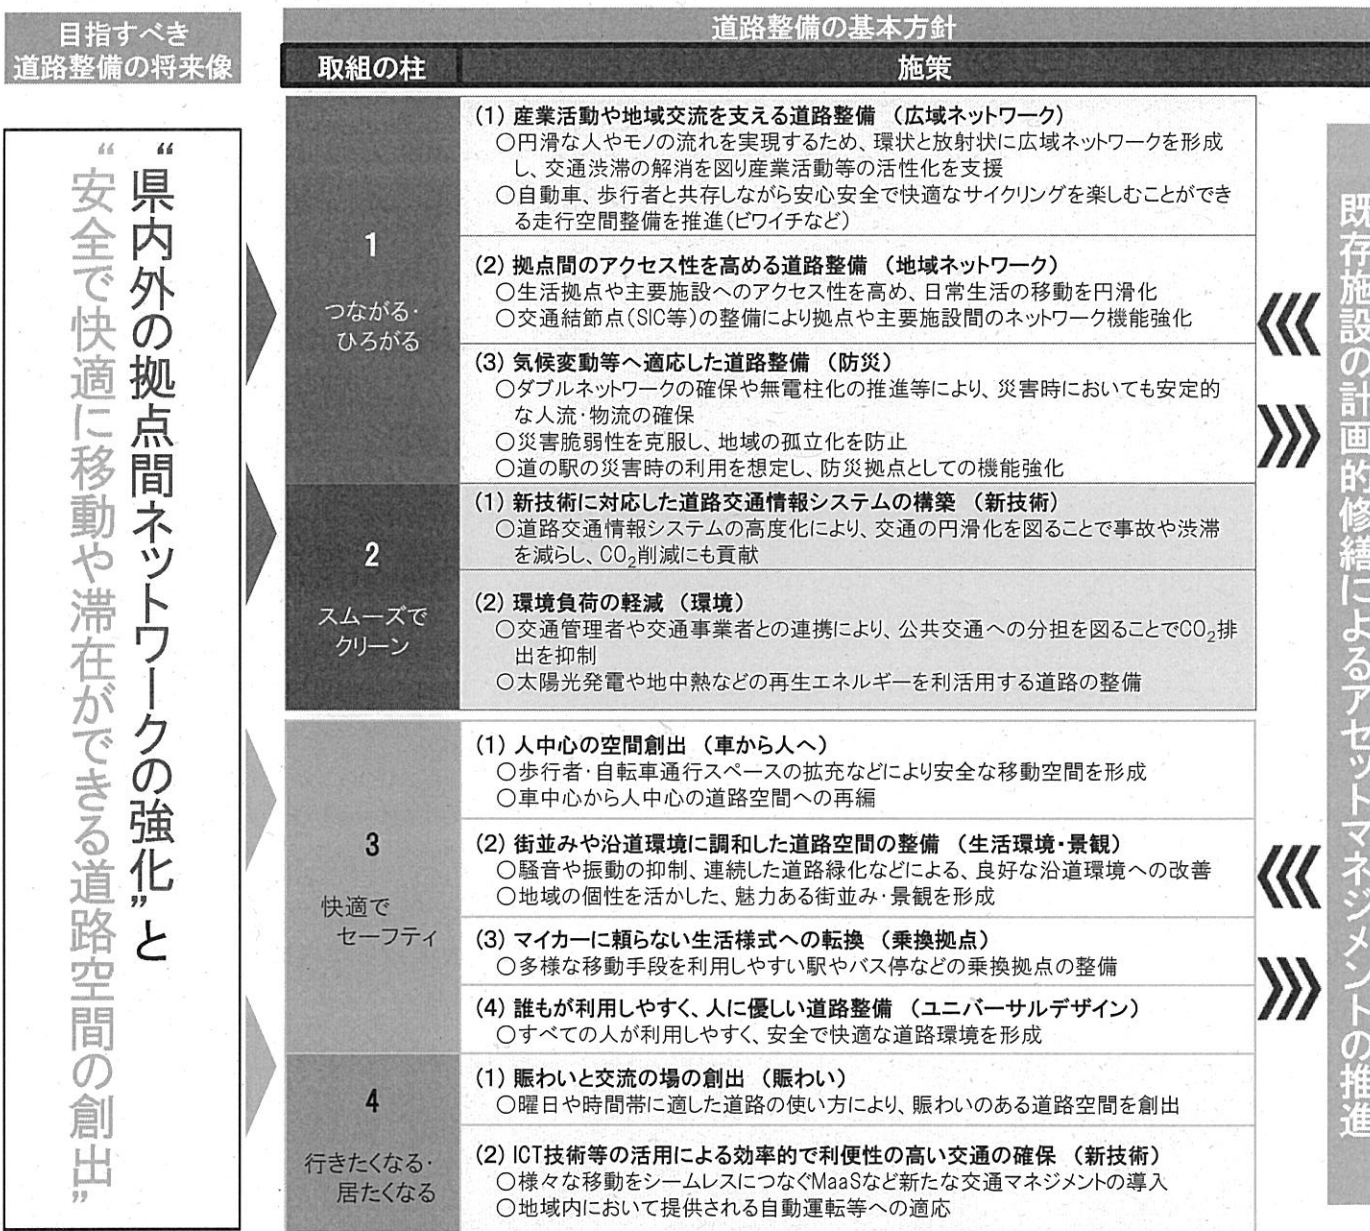 目指すべき
道路整備の将来像
道路整備の基本方針
取組の柱
施策
“県内外の拠点間ネットワークの強化”と
“安全で快適に移動や滞在ができる道路空間の創出”
1
つながる・
ひろがる
(1) 産業活動や地域交流を支える道路整備 (広域ネットワーク)
○円滑な人やモノの流れを実現するため、環状と放射状に広域ネットワークを形成
し、交通渋滞の解消を図り産業活動等の活性化を支援
○自動車、歩行者と共存しながら安心安全で快適なサイクリングを楽しむことができ
る走行空間整備を推進(ビワイチなど)
(2) 拠点間のアクセス性を高める道路整備 (地域ネットワーク)
○生活拠点や主要施設へのアクセス性を高め、日常生活の移動を円滑化
○交通結節点(SIC等)の整備により拠点や主要施設間のネットワーク機能強化
(3) 気候変動等へ適応した道路整備 (防災)
○ダブルネットワークの確保や無電柱化の推進等により、災害時においても安定的
な人流・物流の確保
○災害脆弱性を克服し、地域の孤立化を防止
○道の駅の災害時の利用を想定し、防災拠点としての機能強化
2
スムーズで
クリーン
(1) 新技術に対応した道路交通情報システムの構築 (新技術)
○道路交通情報システムの高度化により、交通の円滑化を図ることで事故や渋滞
を減らし、CO₂削減にも貢献
(2) 環境負荷の軽減 (環境)
○交通管理者や交通事業者との連携により、公共交通への分担を図ることでCO₂排
出を抑制
○太陽光発電や地中熱などの再生エネルギーを利活用する道路の整備
3
快適で
セーフティ
(1) 人中心の空間創出 (車から人へ)
○歩行者・自転車通行スペースの拡充などにより安全な移動空間を形成
○車中心から人中心の道路空間への再編
(2) 街並みや沿道環境に調和した道路空間の整備 (生活環境・景観)
○騒音や振動の抑制、連続した道路緑化などによる、良好な沿道環境への改善
○地域の個性を活かした、魅力ある街並み・景観を形成
(3) マイカーに頼らない生活様式への転換 (乗換拠点)
○多様な移動手段を利用しやすい駅やバス停などの乗換拠点の整備
(4) 誰もが利用しやすく、人に優しい道路整備 (ユニバーサルデザイン)
○すべての人が利用しやすく、安全で快適な道路環境を形成
4
行きたくなる・
居たくなる
(1) 賑わいと交流の場の創出 (賑わい)
○曜日や時間帯に適した道路の使い方により、賑わいのある道路空間を創出
(2) ICT技術等の活用による効率的で利便性の高い交通の確保 (新技術)
○様々な移動をシームレスにつなぐMaaSなど新たな交通マネジメントの導入
○地域内において提供される自動運転等への適応
既存施設の計画的修繕によるアセットマネジメントの推進